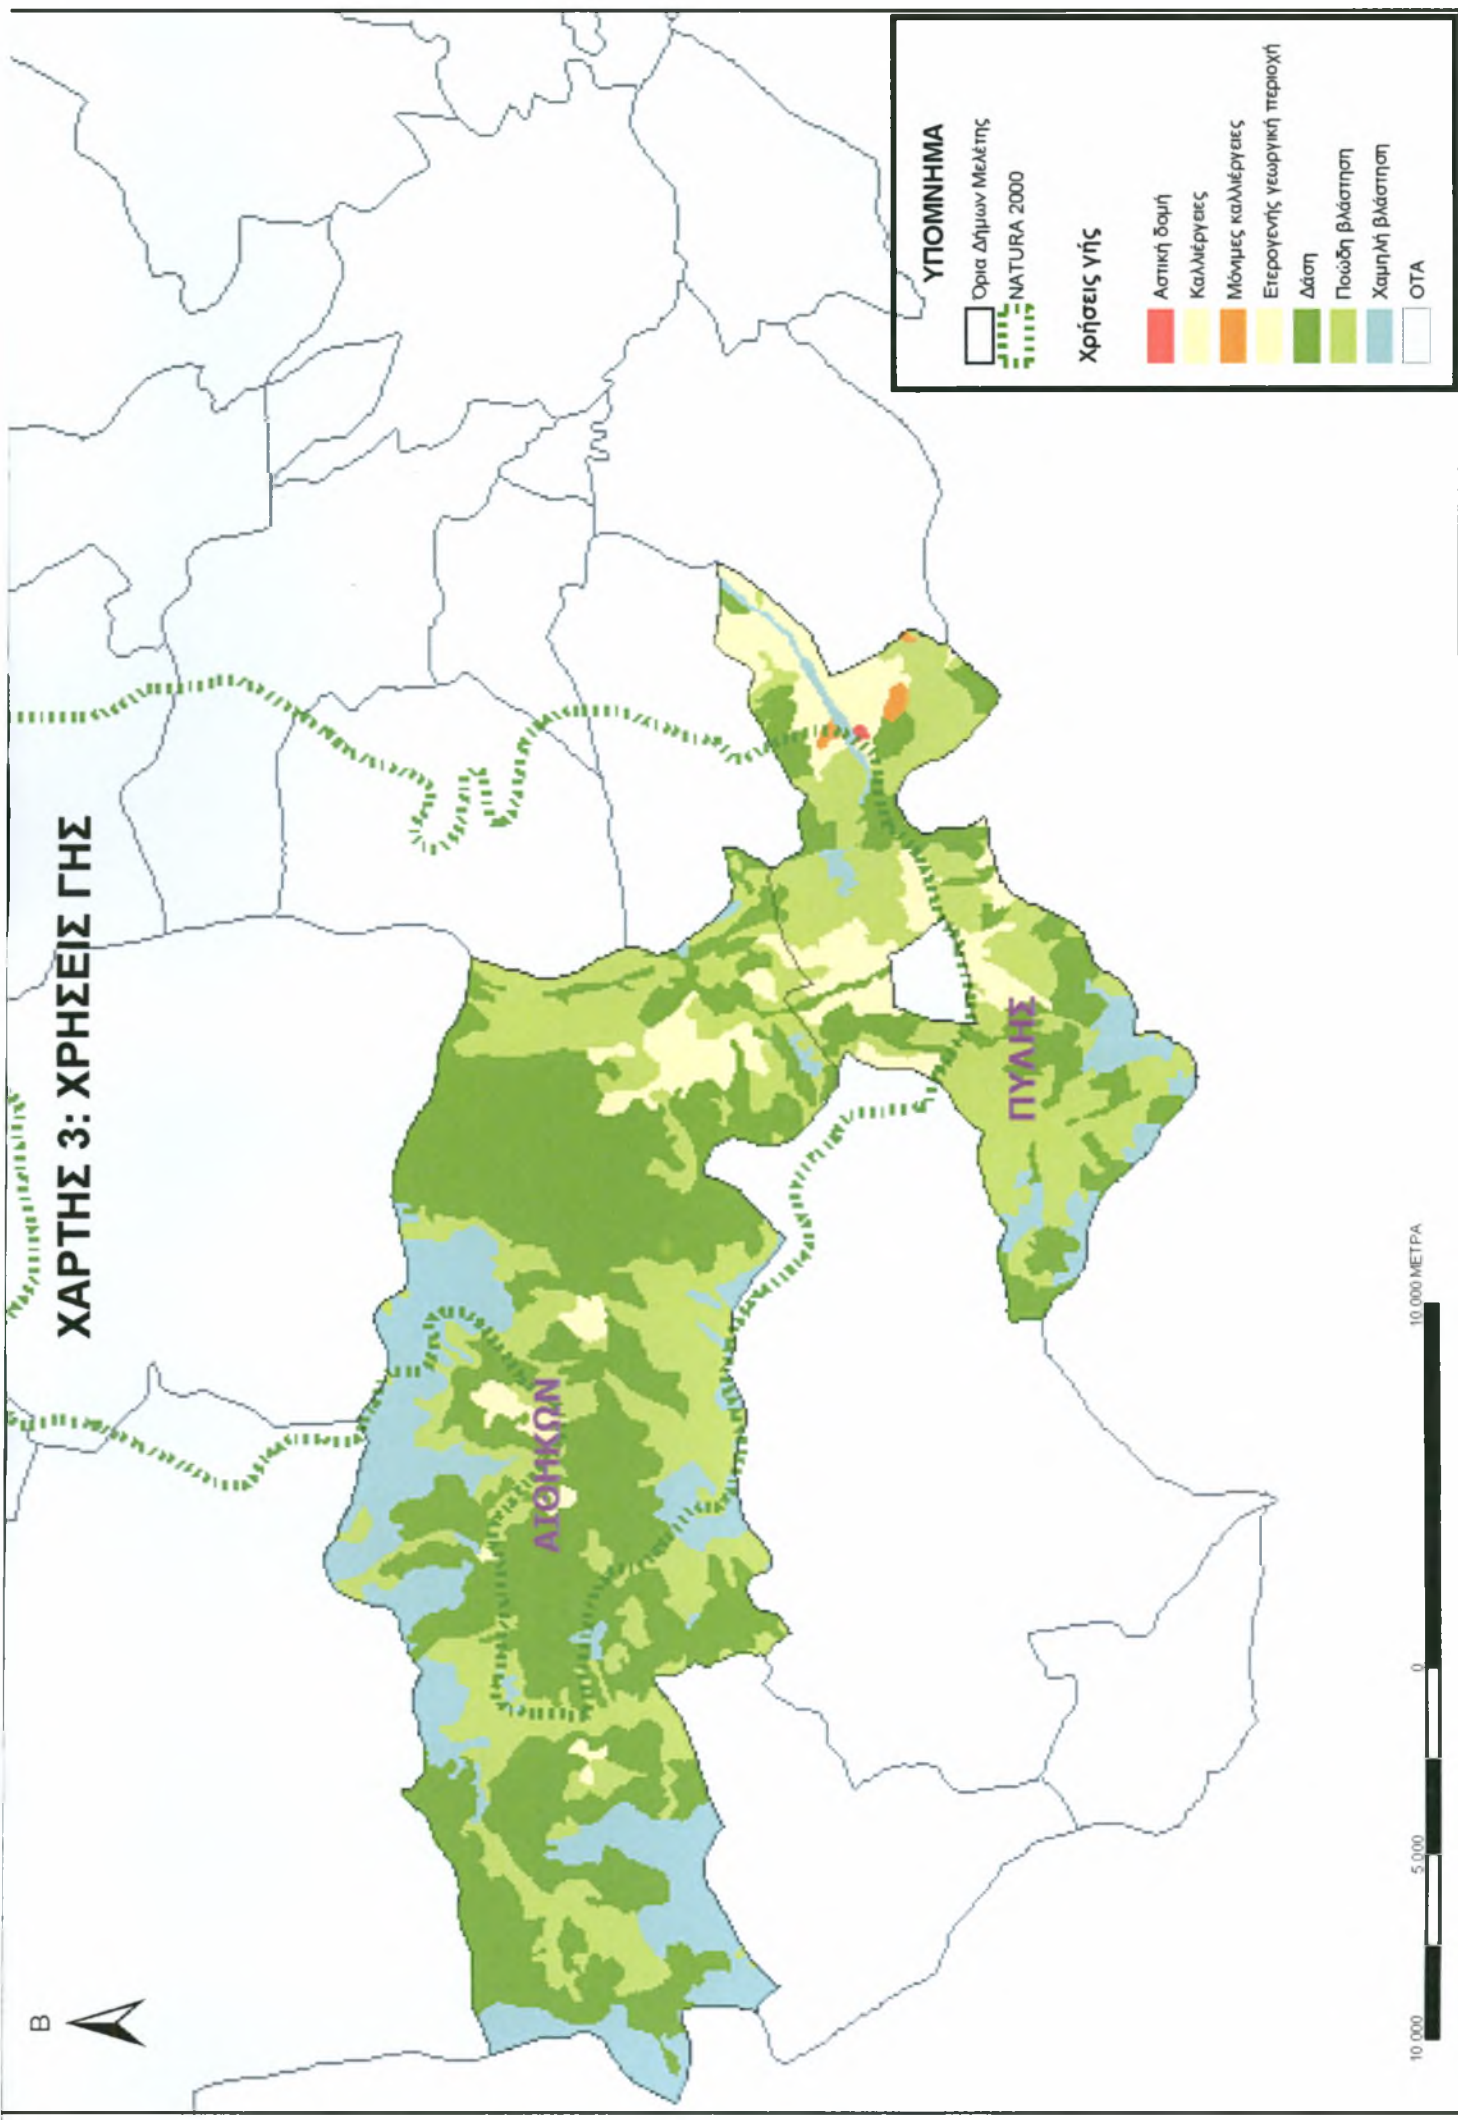 Β
ΧΑΡΤΗΣ 3: ΧΡΗΣΕΙΣ ΓΗΣ
ΑΙΘΗΚΩΝ
ΠΥΛΗΣ
ΥΠΟΜΝΗΜΑ
Όρια Δήμων Μελέτης
NATURA 2000
Χρήσεις γής
Αστική δομή
Καλλιέργειες
Μόνιμες καλλιέργειες
Ετερογενής γεωργική περιοχή
Δάση
Ποώδη βλάστηση
Χαμηλή βλάστηση
ΟΤΑ
10 000 5 000 0 10 000 ΜΕΤΡΑ